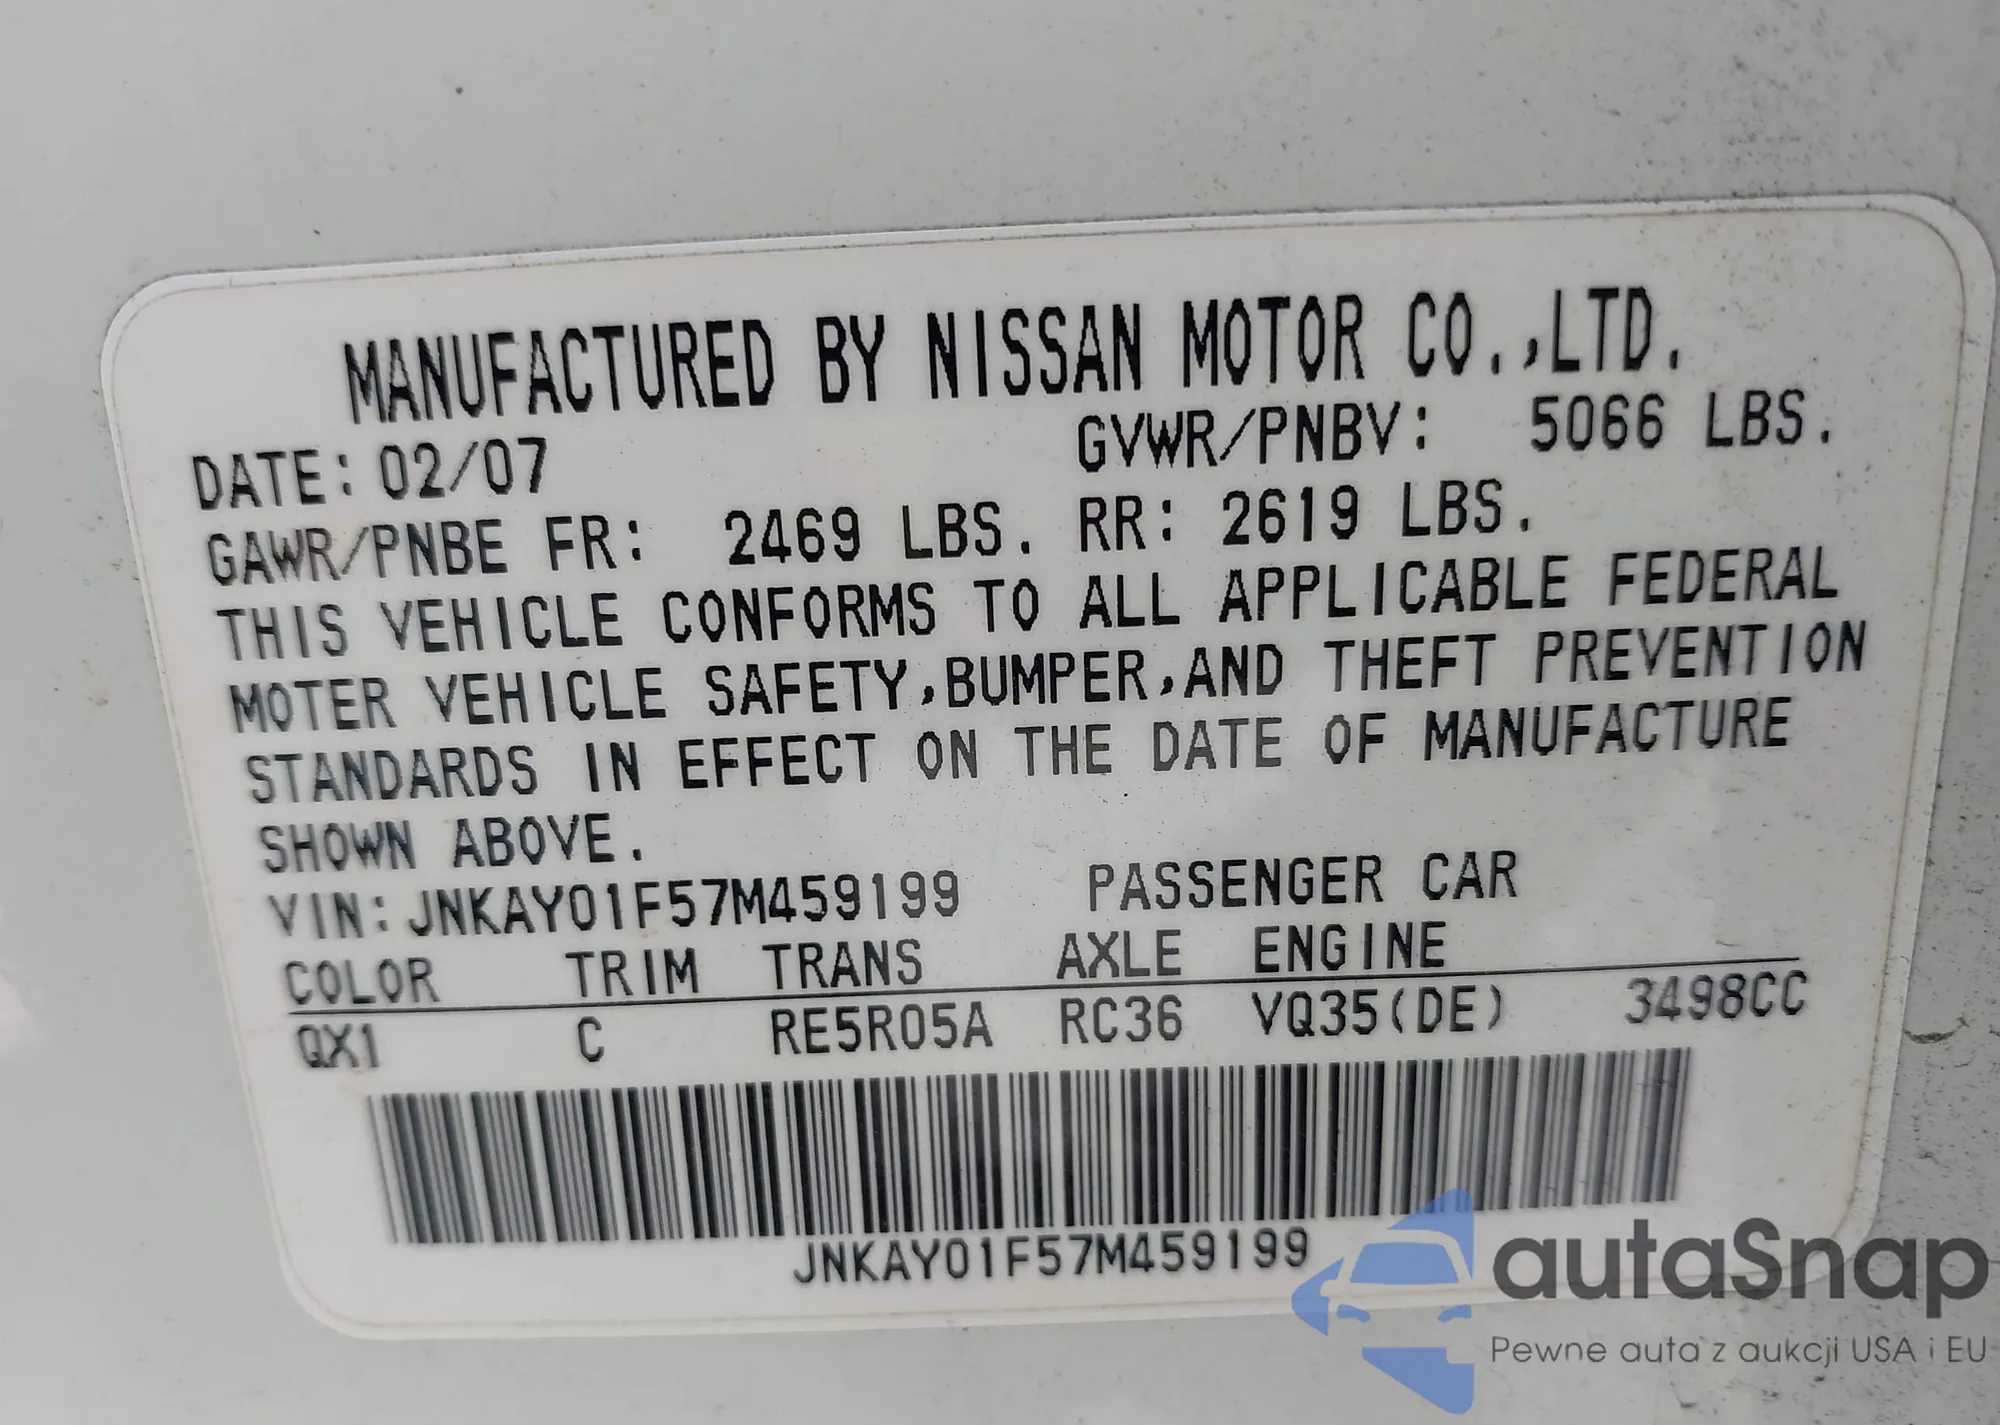 MANUFACTURED BY NISSAN MOTOR CO.,LTD.
DATE: 02/07 GVWR/PNBV: 5066 LBS.
GAWR/PNBE FR: 2469 LBS. RR: 2619 LBS.
THIS VEHICLE CONFORMS TO ALL APPLICABLE FEDERAL
MOTER VEHICLE SAFETY,BUMPER,AND THEFT PREVENTION
STANDARDS IN EFFECT ON THE DATE OF MANUFACTURE
SHOWN ABOVE.
VIN: JNKAY01F57M459199 PASSENGER CAR
COLOR TRIM TRANS AXLE ENGINE
QX1 C RE5R05A RC36 VQ35(DE) 3498CC
JNKAY01F57M459199
autaSnap
Pewne auta z aukcji USA i EU